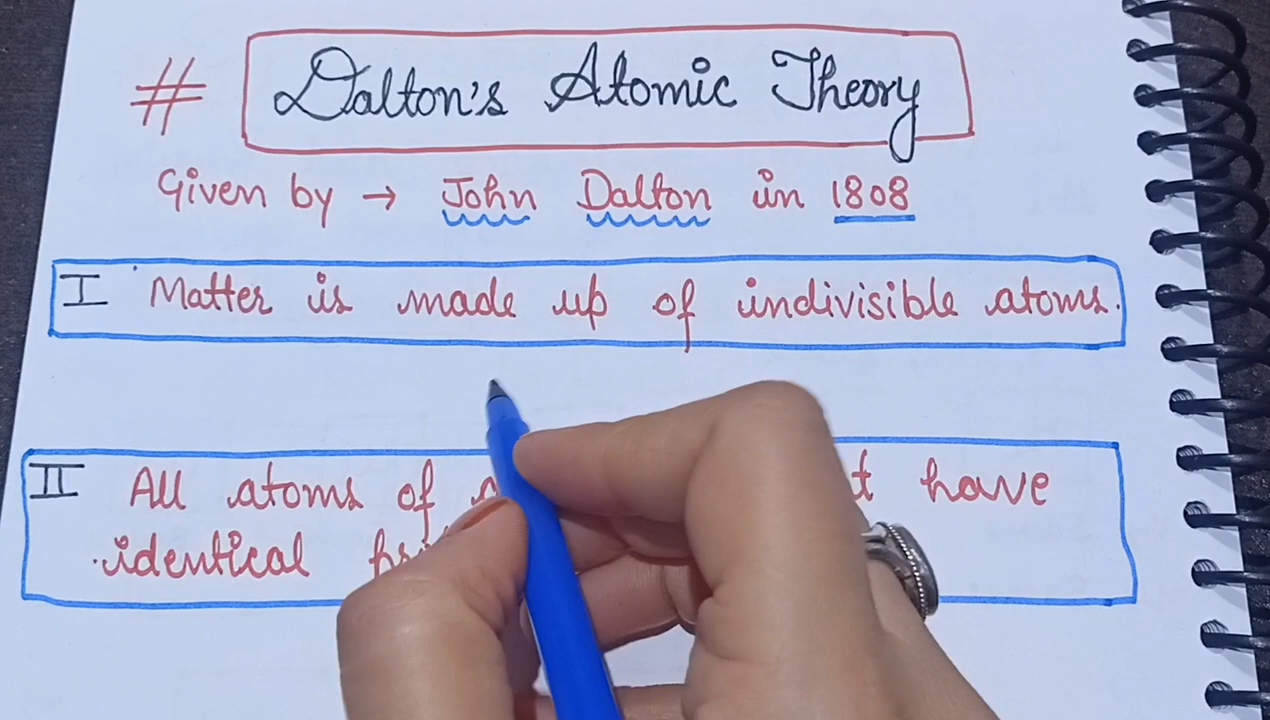 # Dalton's Atomic Theory
Given by → John Dalton in 1808
I Matter is made up of indivisible atoms.
II All atoms of have
identical